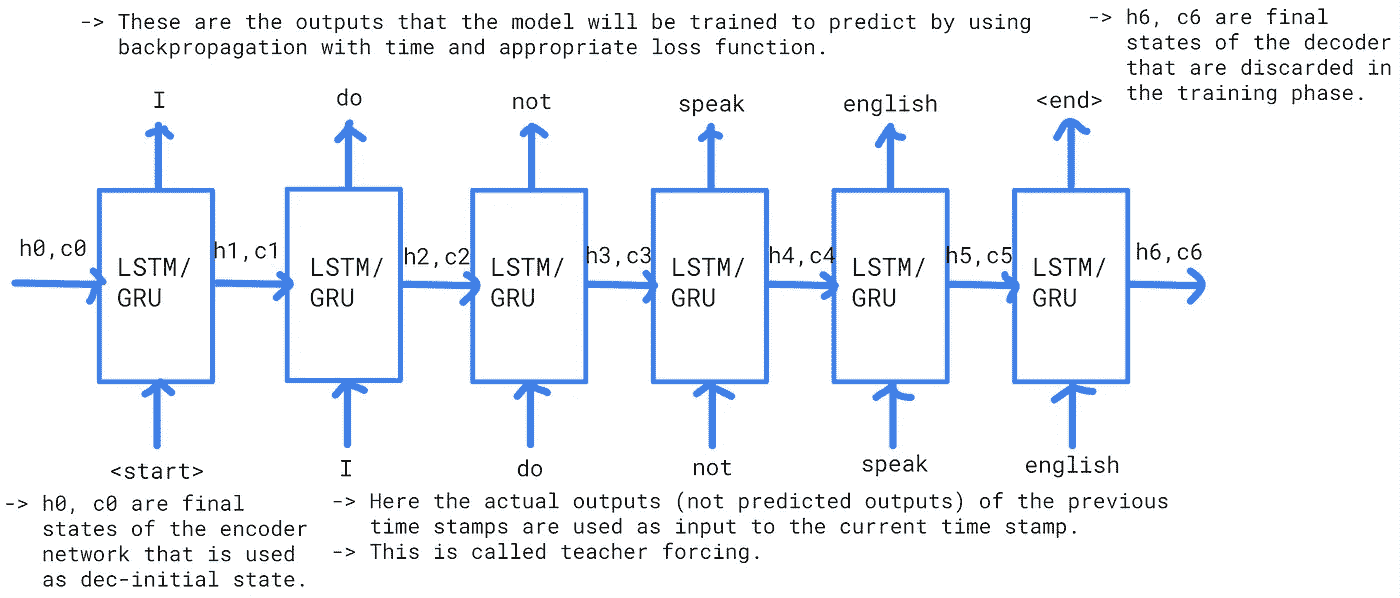 -> These are the outputs that the model will be trained to predict by using
backpropagation with time and appropriate loss function.
-> h6, c6 are final
states of the decoder
that are discarded in
the training phase.
I
do
not
speak
english
<end>
h0,c0
h1,c1
h2,c2
h3,c3
h4,c4
h5,c5
h6,c6
LSTM/
GRU
LSTM/
GRU
LSTM/
GRU
LSTM/
GRU
LSTM/
GRU
LSTM/
GRU
<start>
I
do
not
speak
english
-> h0, c0 are final
states of the encoder
network that is used
as dec-initial state.
-> Here the actual outputs (not predicted outputs) of the previous
time stamps are used as input to the current time stamp.
-> This is called teacher forcing.